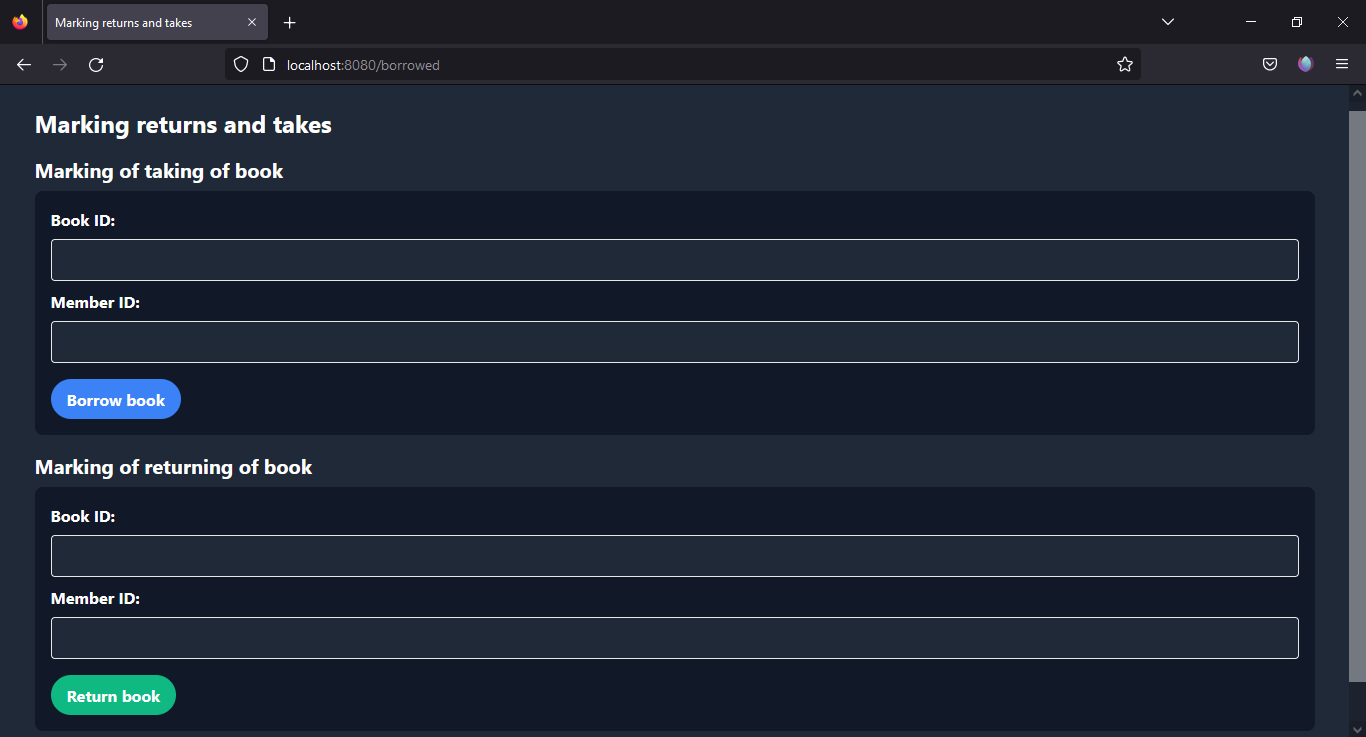 Marking returns and takes
localhost:8080/borrowed
Marking returns and takes
Marking of taking of book
Book ID:
Member ID:
Borrow book
Marking of returning of book
Book ID:
Member ID:
Return book